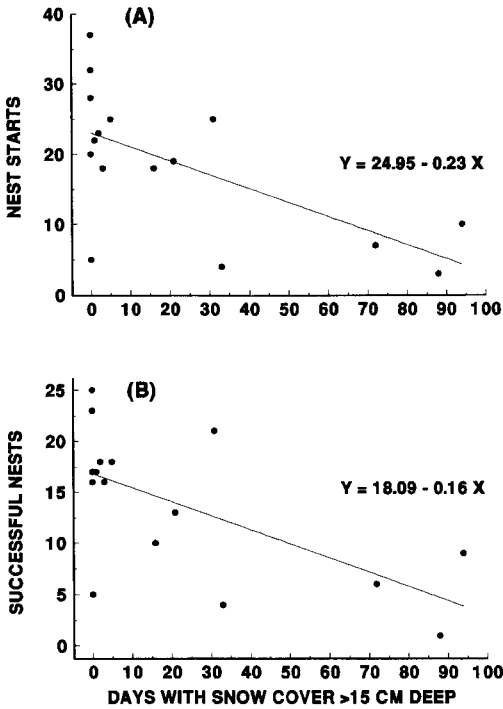 (A)
40
30
20
10
0
NEST STARTS
Y = 24.95 - 0.23 X
0 10 20 30 40 50 60 70 80 90 100
(B)
25
20
15
10
5
0
SUCCESSFUL NESTS
Y = 18.09 - 0.16 X
0 10 20 30 40 50 60 70 80 90 100
DAYS WITH SNOW COVER >15 CM DEEP